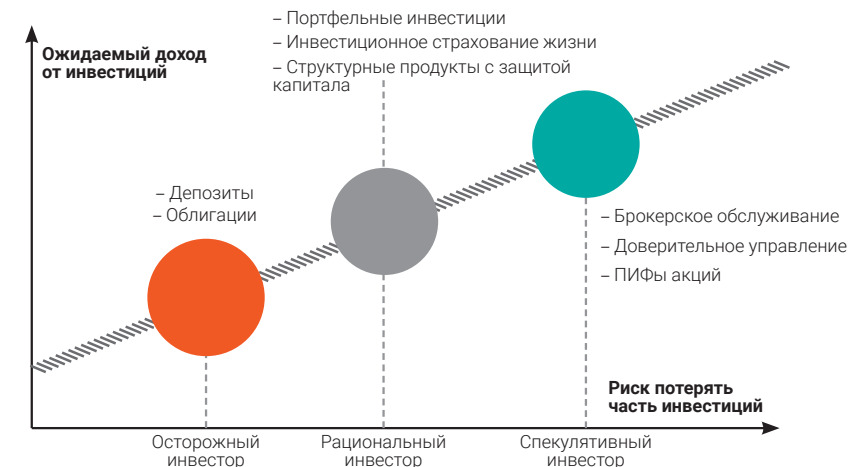 – Портфельные инвестиции
– Инвестиционное страхование жизни
– Структурные продукты с защитой
капитала
Ожидаемый доход
от инвестиций
– Депозиты
– Облигации
– Брокерское обслуживание
– Доверительное управление
– ПИФы акций
Риск потерять
часть инвестиций
Осторожный
инвестор
Рациональный
инвестор
Спекулятивный
инвестор